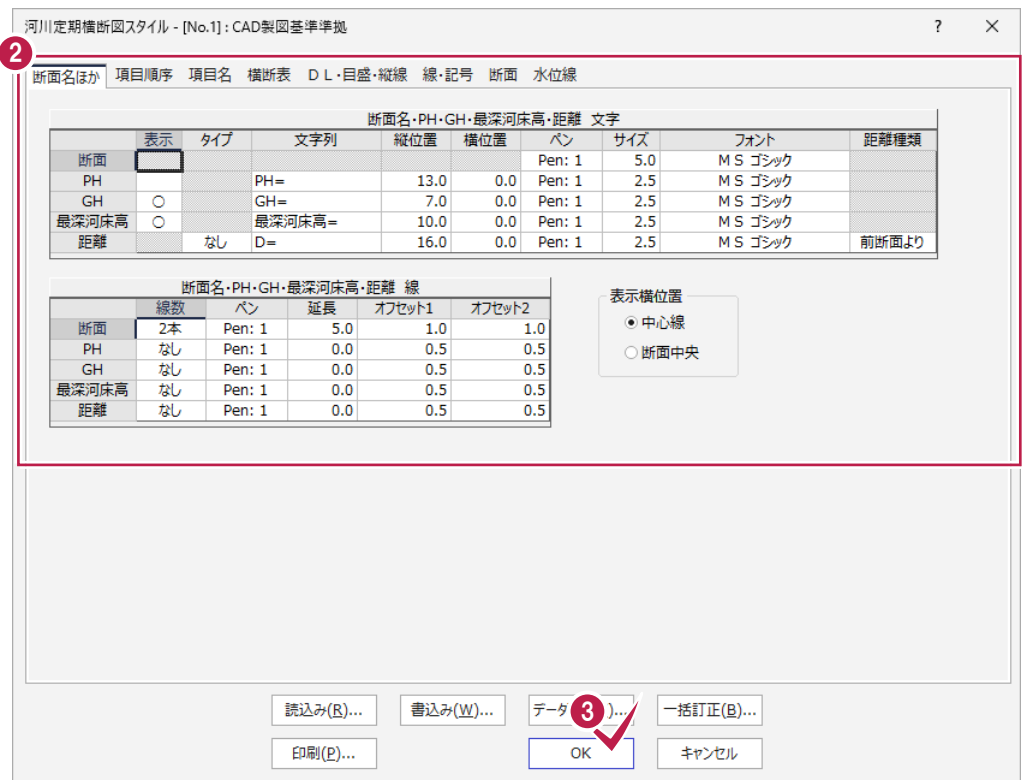 河川定期横断図スタイル - [No.1] : CAD製図基準準拠 ? ×
2
断面名ほか 項目順序 項目名 横断表 ＤＬ・目盛・縦線 線・記号 断面 水位線
断面名・PH・GH・最深河床高・距離 文字
表示 タイプ 文字列 縦位置 横位置 ペン サイズ フォント 距離種類
断面 Pen: 1 5.0 ＭＳ ゴシック
PH PH= 13.0 0.0 Pen: 1 2.5 ＭＳ ゴシック
GH ○ GH= 7.0 0.0 Pen: 1 2.5 ＭＳ ゴシック
最深河床高 ○ 最深河床高= 10.0 0.0 Pen: 1 2.5 ＭＳ ゴシック
距離 なし D= 16.0 0.0 Pen: 1 2.5 ＭＳ ゴシック 前断面より
断面名・PH・GH・最深河床高・距離 線
線数 ペン 延長 オフセット1 オフセット2
断面 2本 Pen: 1 5.0 1.0 1.0
PH なし Pen: 1 0.0 0.5 0.5
GH なし Pen: 1 0.0 0.5 0.5
最深河床高 なし Pen: 1 0.0 0.5 0.5
距離 なし Pen: 1 0.0 0.5 0.5
表示横位置
中心線
断面中央
読込み(R)... 書込み(W)... データ )... 一括訂正(B)...
3
印刷(P)... OK キャンセル